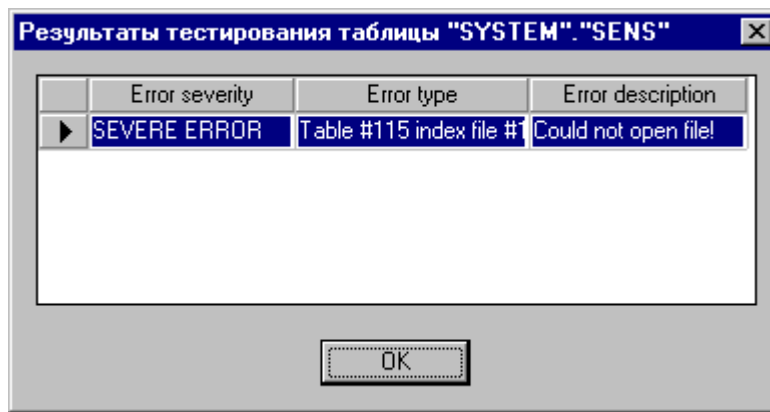 Результаты тестирования таблицы "SYSTEM"."SENS"
Error severity Error type Error description
SEVERE ERROR Table #115 index file #1 Could not open file!
OK